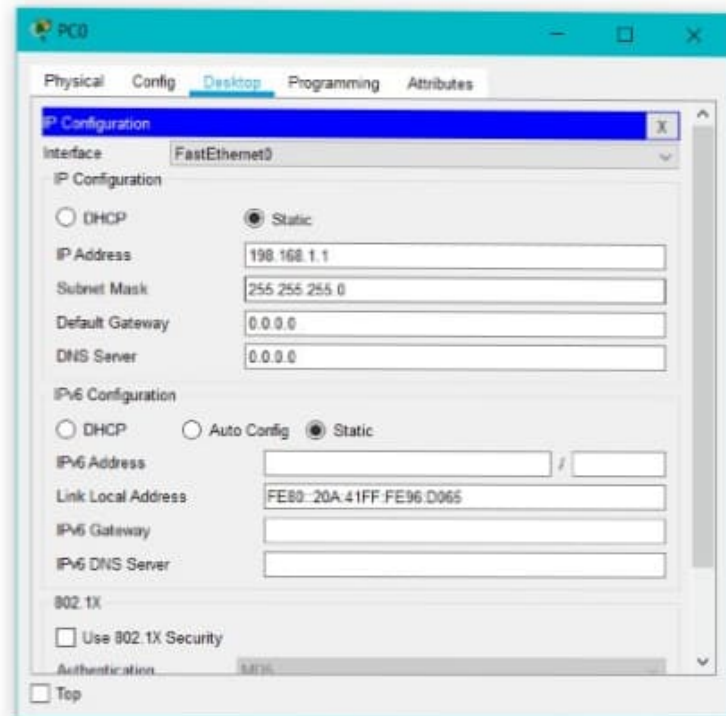 PC0
Physical Config Desktop Programming Attributes
IP Configuration X
Interface FastEthernet0
IP Configuration
DHCP Static
IP Address 198.168.1.1
Subnet Mask 255.255.255.0
Default Gateway 0.0.0.0
DNS Server 0.0.0.0
IPv6 Configuration
DHCP Auto Config Static
IPv6 Address /
Link Local Address FE80::20A:41FF:FE96:D065
IPv6 Gateway
IPv6 DNS Server
802.1X
Use 802.1X Security
Authentication MD5
Top